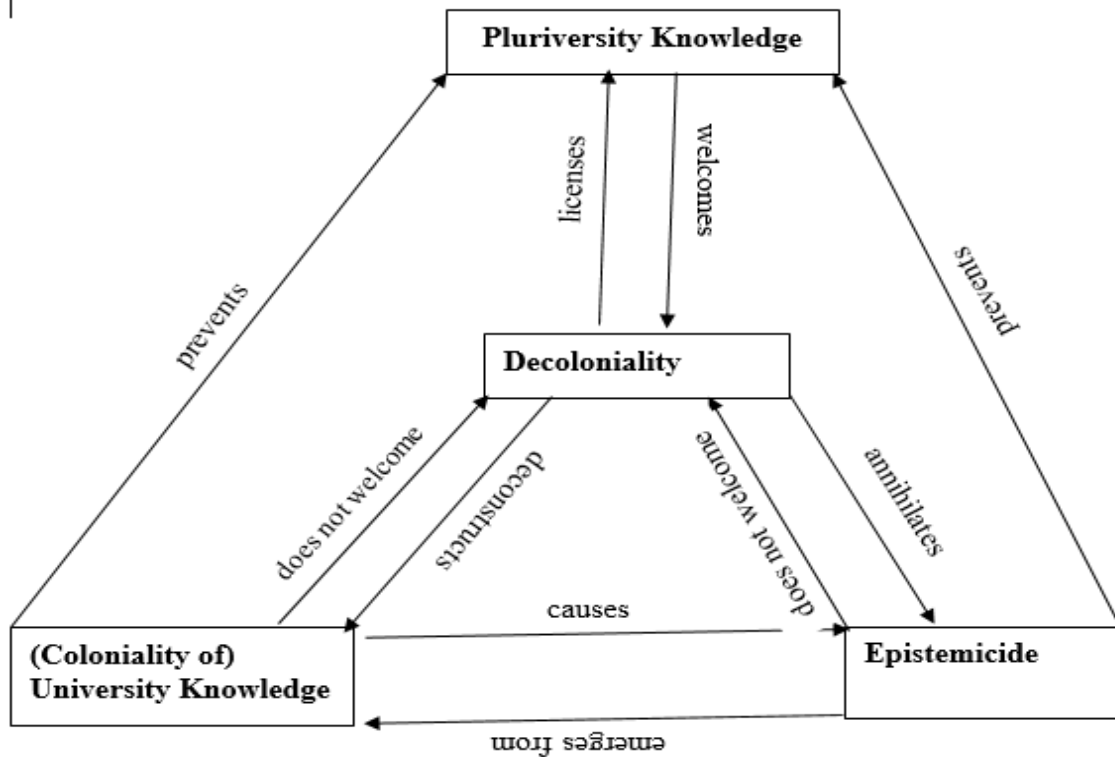 Pluriversity Knowledge
licenses
welcomes
prevents
prevents
Decoloniality
does not welcome
deconstructs
does not welcome
annihilates
causes
(Coloniality of)
University Knowledge
Epistemicide
emerges from